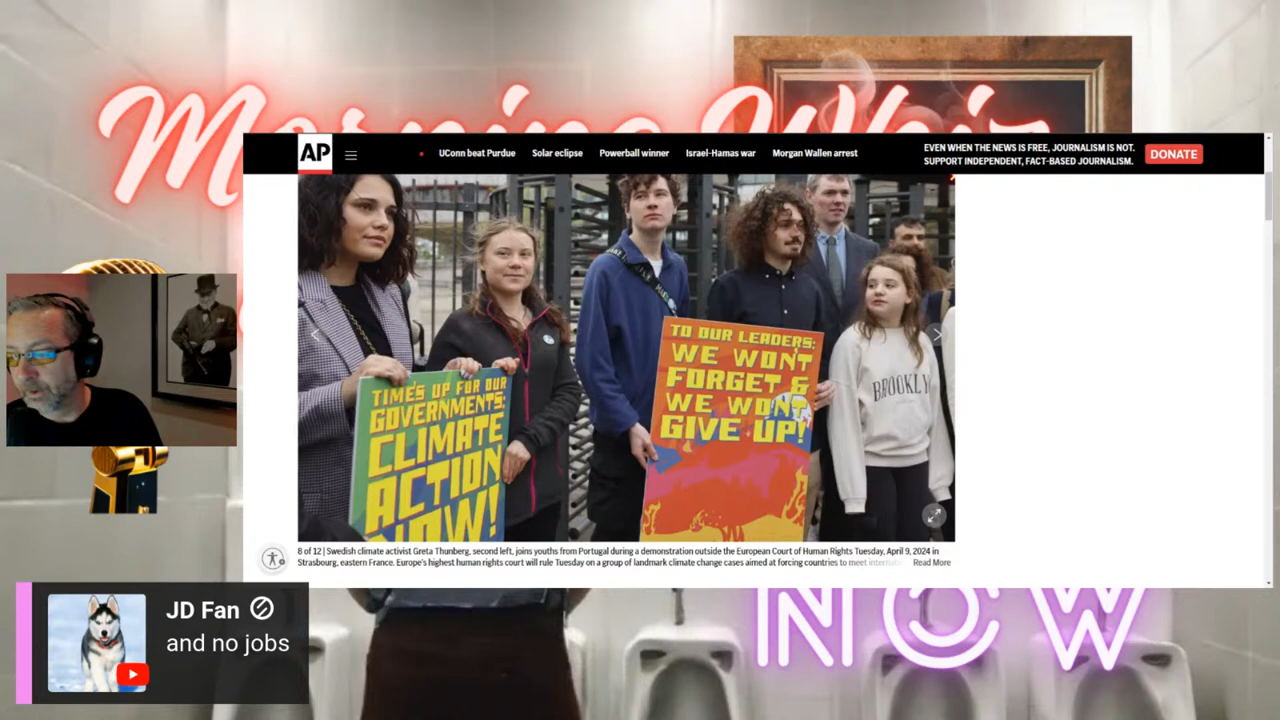 Morning Whiz
AP
UConn beat Purdue
Solar eclipse
Powerball winner
Israel-Hamas war
Morgan Wallen arrest
EVEN WHEN THE NEWS IS FREE, JOURNALISM IS NOT.
SUPPORT INDEPENDENT, FACT-BASED JOURNALISM.
DONATE
TIME'S UP FOR OUR
GOVERNMENTS:
CLIMATE
ACTION
NOW!
TO OUR LEADERS:
WE WON'T
FORGET &
WE WON'T
GIVE UP!
BROOKLY
8 of 12 | Swedish climate activist Greta Thunberg, second left, joins youths from Portugal during a demonstration outside the European Court of Human Rights Tuesday, April 9, 2024 in
Strasbourg, eastern France. Europe's highest human rights court will rule Tuesday on a group of landmark climate change cases aimed at forcing countries to meet
Read More
JD Fan
and no jobs
NOW